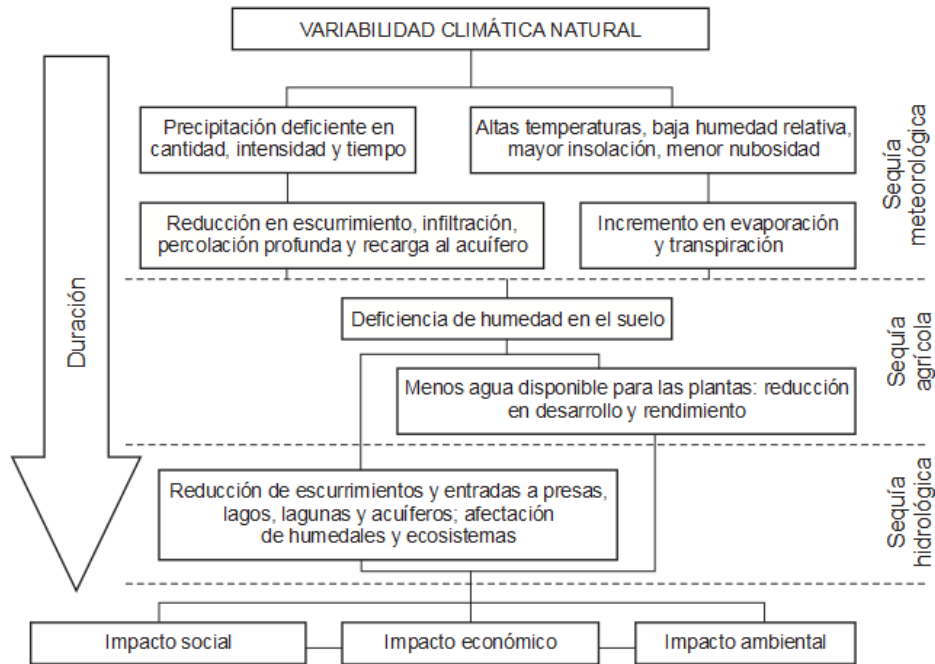 VARIABILIDAD CLIMÁTICA NATURAL
Precipitación deficiente en
cantidad, intensidad y tiempo
Altas temperaturas, baja humedad relativa,
mayor insolación, menor nubosidad
Reducción en escurrimiento, infiltración,
percolación profunda y recarga al acuífero
Incremento en evaporación
y transpiración
Sequía
meteorológica
Duración
Deficiencia de humedad en el suelo
Menos agua disponible para las plantas: reducción
en desarrollo y rendimiento
Sequía
agrícola
Reducción de escurrimientos y entradas a presas,
lagos, lagunas y acuíferos; afectación
de humedales y ecosistemas
Sequía
hidrológica
Impacto social
Impacto económico
Impacto ambiental